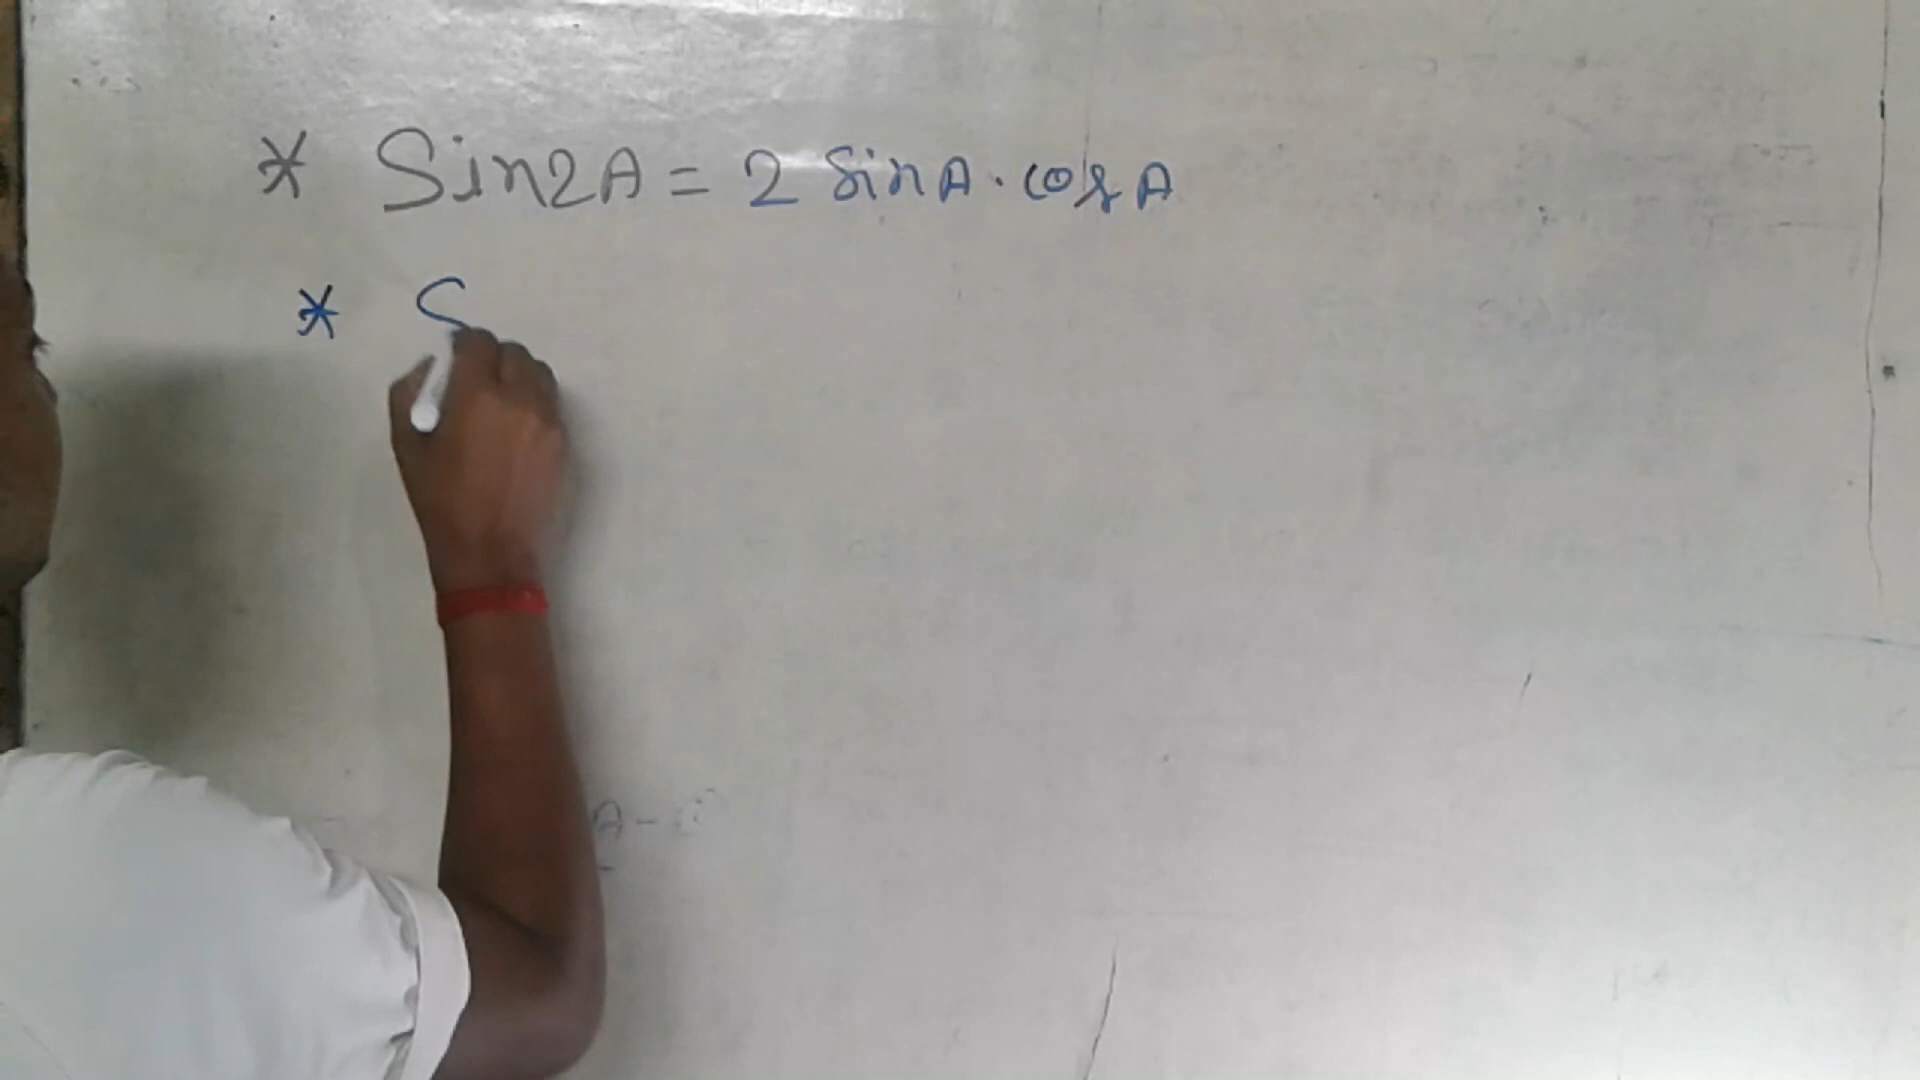 * Sin2A = 2 SinA . cosA
* S